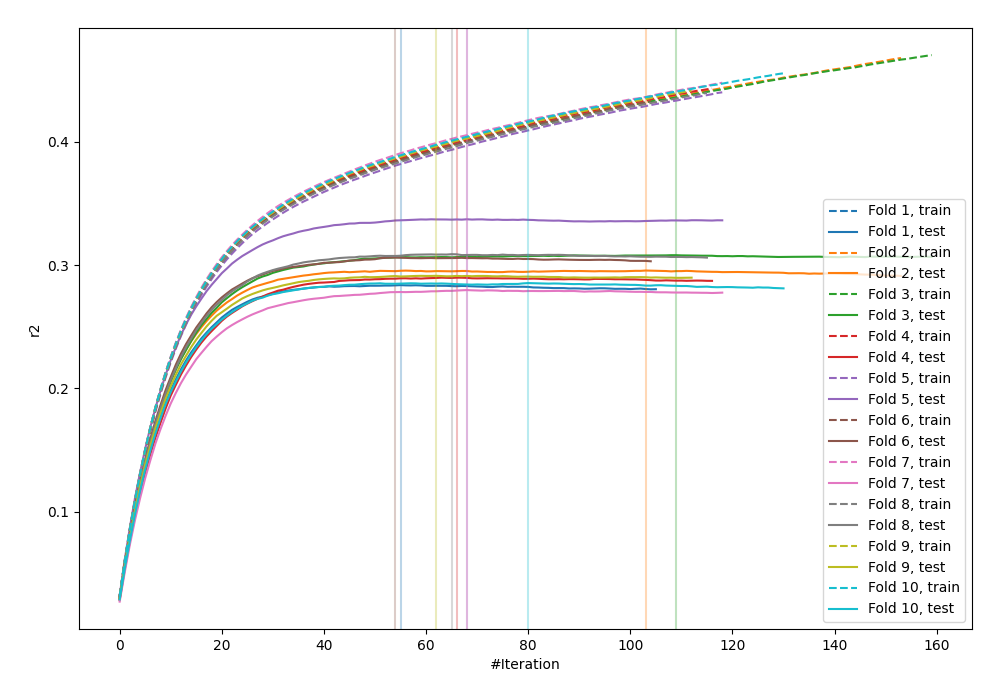 0.4
0.3
0.2
0.1
r2
0
20
40
60
80
100
120
140
160
#Iteration
Fold 1, train
Fold 1, test
Fold 2, train
Fold 2, test
Fold 3, train
Fold 3, test
Fold 4, train
Fold 4, test
Fold 5, train
Fold 5, test
Fold 6, train
Fold 6, test
Fold 7, train
Fold 7, test
Fold 8, train
Fold 8, test
Fold 9, train
Fold 9, test
Fold 10, train
Fold 10, test